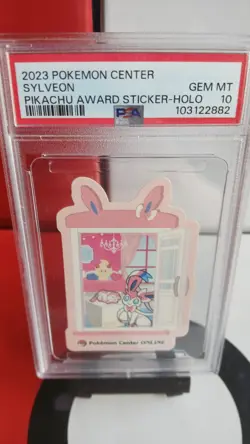 2023 POKEMON CENTER
SYLVEON GEM MT
PIKACHU AWARD STICKER-HOLO 10
PSA 103122882
Pokémon Center ONLINE